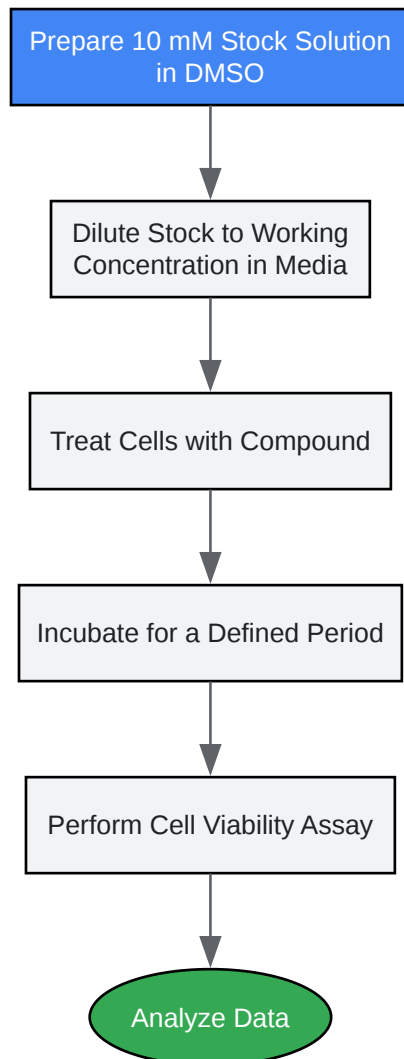 Prepare 10 mM Stock Solution
in DMSO
Dilute Stock to Working
Concentration in Media
Treat Cells with Compound
Incubate for a Defined Period
Perform Cell Viability Assay
Analyze Data